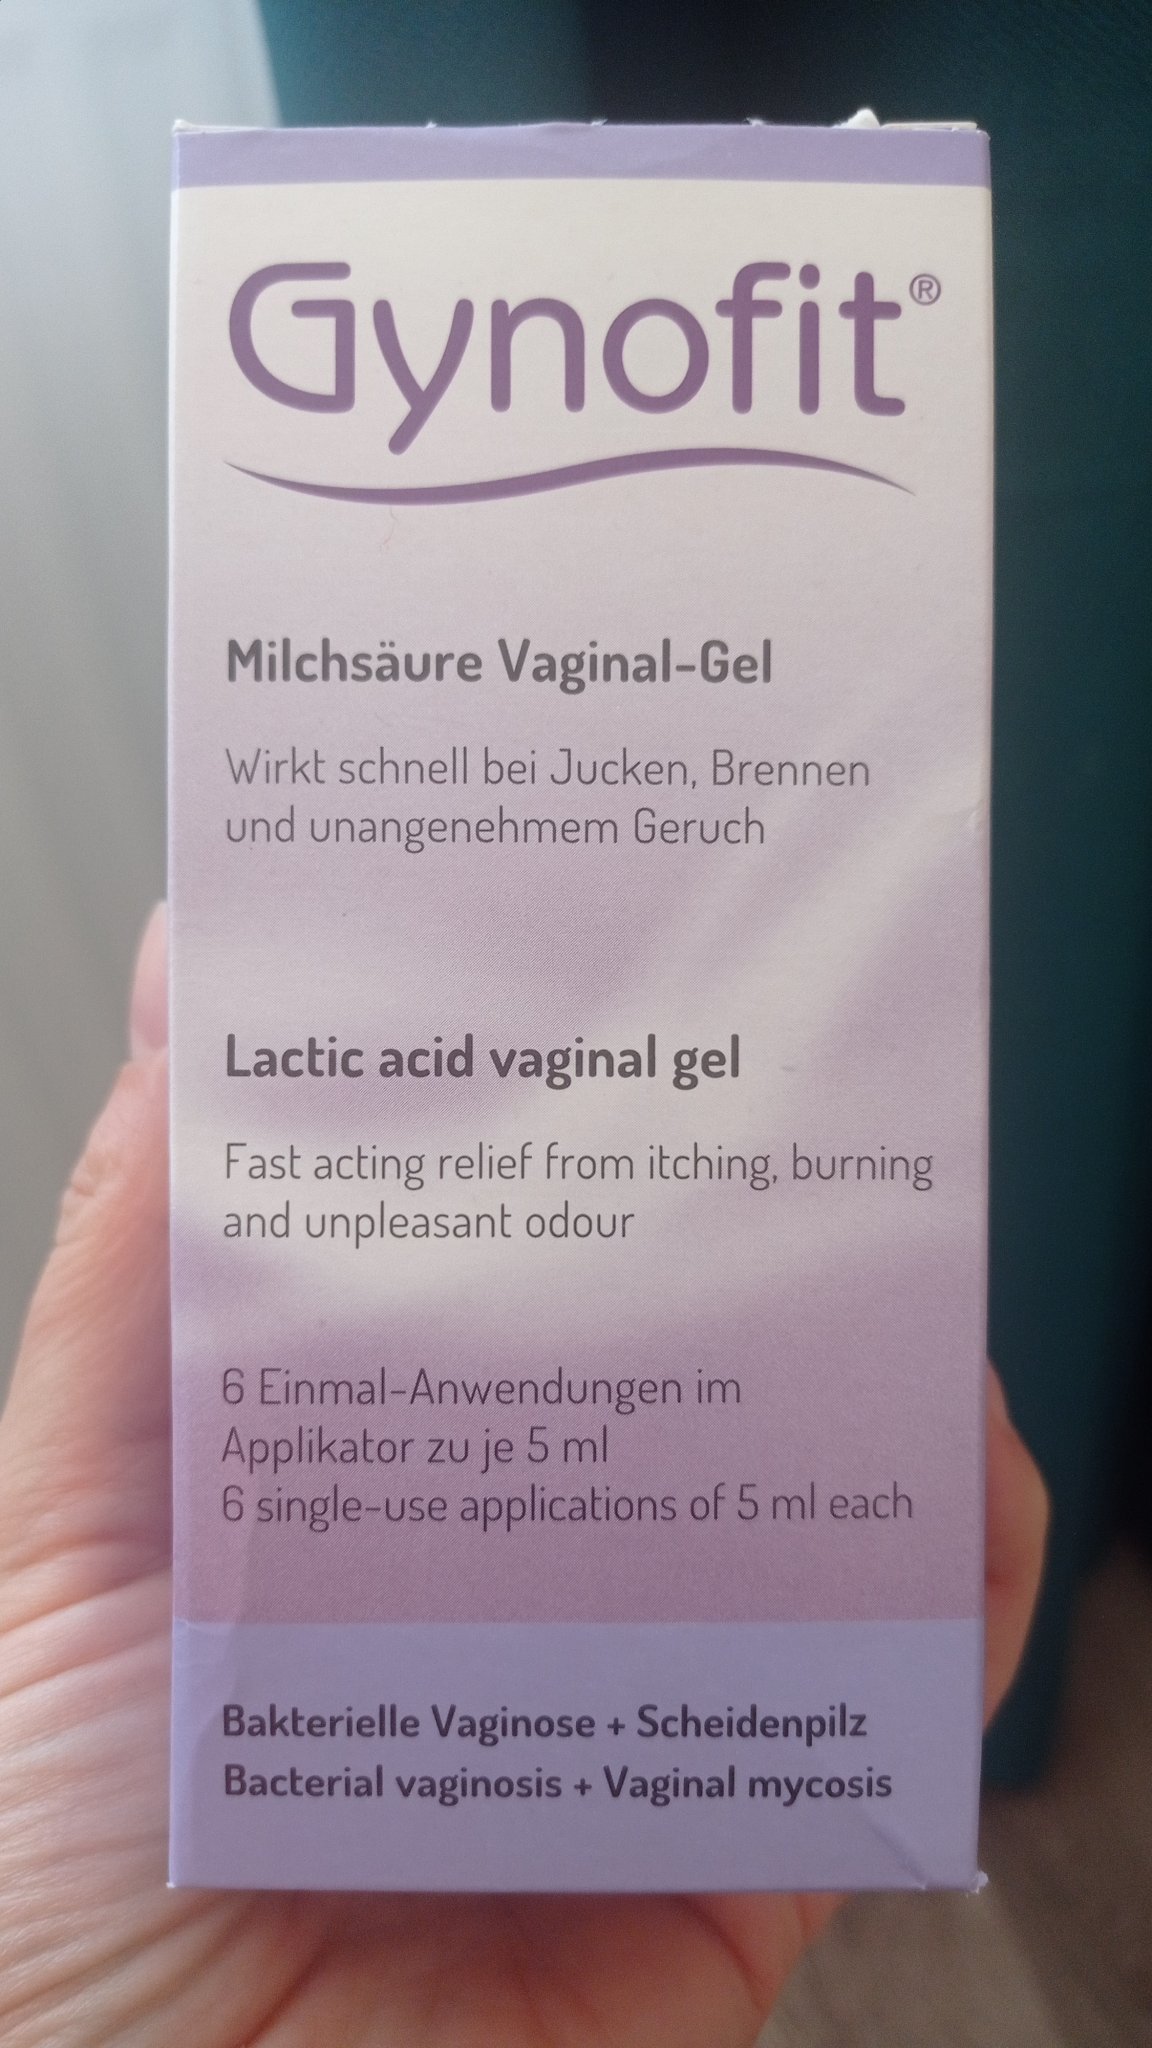 Gynofit®
Milchsäure Vaginal-Gel
Wirkt schnell bei Jucken, Brennen
und unangenehmem Geruch
Lactic acid vaginal gel
Fast acting relief from itching, burning
and unpleasant odour
6 Einmal-Anwendungen im
Applikator zu je 5 ml
6 single-use applications of 5 ml each
Bakterielle Vaginose + Scheidenpilz
Bacterial vaginosis + Vaginal mycosis